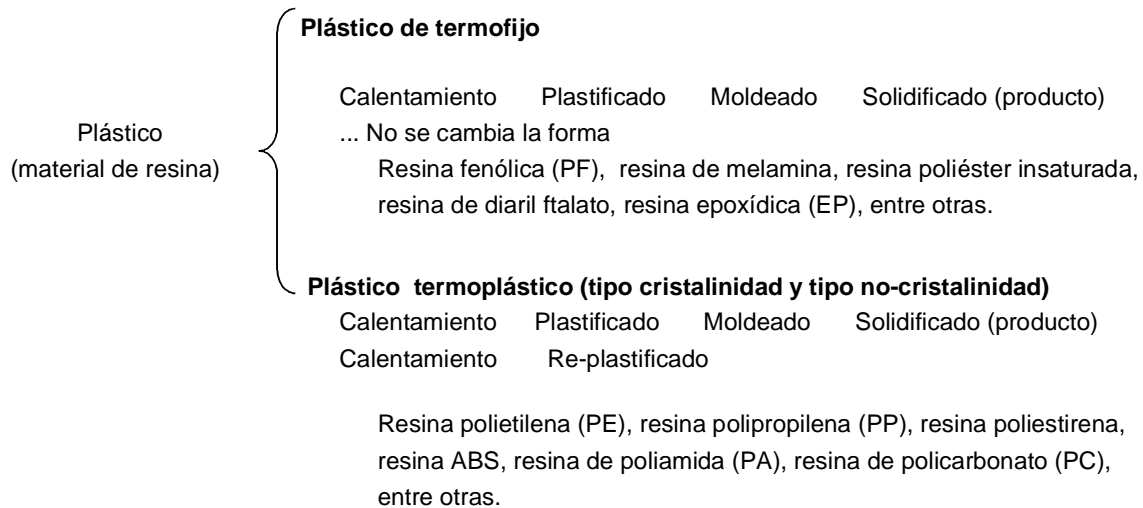 Plástico de termofijo
Calentamiento Plastificado Moldeado Solidificado (producto)
... No se cambia la forma
Plástico
(material de resina)
Resina fenólica (PF), resina de melamina, resina poliéster insaturada,
resina de diaril ftalato, resina epoxídica (EP), entre otras.
Plástico termoplástico (tipo cristalinidad y tipo no-cristalinidad)
Calentamiento Plastificado Moldeado Solidificado (producto)
Calentamiento Re-plastificado
Resina polietilena (PE), resina polipropilena (PP), resina poliestirena,
resina ABS, resina de poliamida (PA), resina de policarbonato (PC),
entre otras.